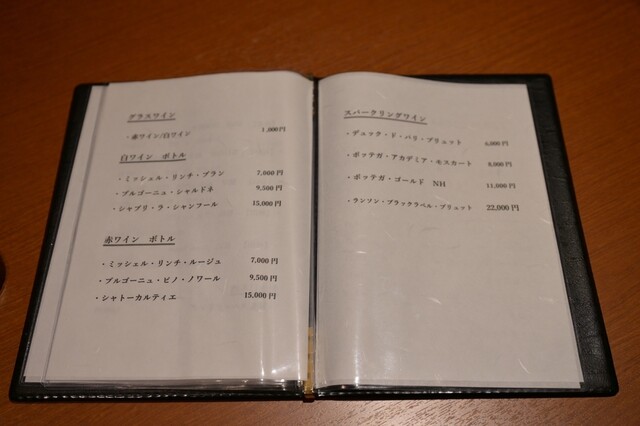 グラスワイン
・赤ワイン/白ワイン 1,000円
白ワイン ボトル
・ミッシェル・リンチ・ブラン 7,000円
・ブルゴーニュ・シャルドネ 9,500円
・シャブリ・ラ・シャンフール 15,000円
赤ワイン ボトル
・ミッシェル・リンチ・ルージュ 7,000円
・ブルゴーニュ・ピノ・ノワール 9,500円
・シャトーカルティエ 15,000円
スパークリングワイン
・デュック・ド・パリ・ブリュット 6,000円
・ボッテガ・アカデミア・モスカート 8,000円
・ボッテガ・ゴールド NH 11,000円
・ランソン・ブラックラベル・ブリュット 22,000円